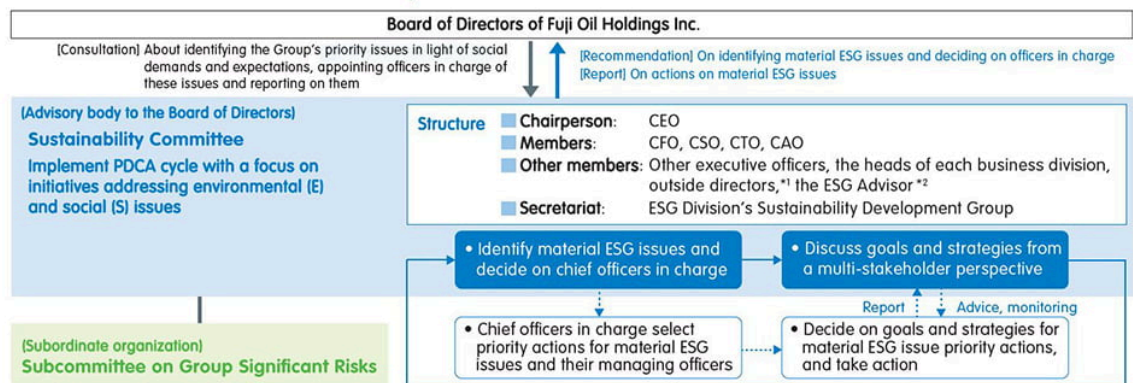 Board of Directors of Fuji Oil Holdings Inc.
[Consultation] About identifying the Group's priority issues in light of social
demands and expectations, appointing officers in charge of
these issues and reporting on them
[Recommendation] On identifying material ESG issues and deciding on officers in charge
[Report] On actions on material ESG issues
(Advisory body to the Board of Directors)
Sustainability Committee
Implement PDCA cycle with a focus on
initiatives addressing environmental (E)
and social (S) issues
Structure
Chairperson: CEO
Members: CFO, CSO, CTO, CAO
Other members: Other executive officers, the heads of each business division,
outside directors,*1 the ESG Advisor*2
Secretariat: ESG Division's Sustainability Development Group
• Identify material ESG issues and
decide on chief officers in charge
• Discuss goals and strategies from
a multi-stakeholder perspective
Report
Advice, monitoring
• Chief officers in charge select
priority actions for material ESG
issues and their managing officers
• Decide on goals and strategies for
material ESG issue priority actions,
and take action
(Subordinate organization)
Subcommittee on Group Significant Risks